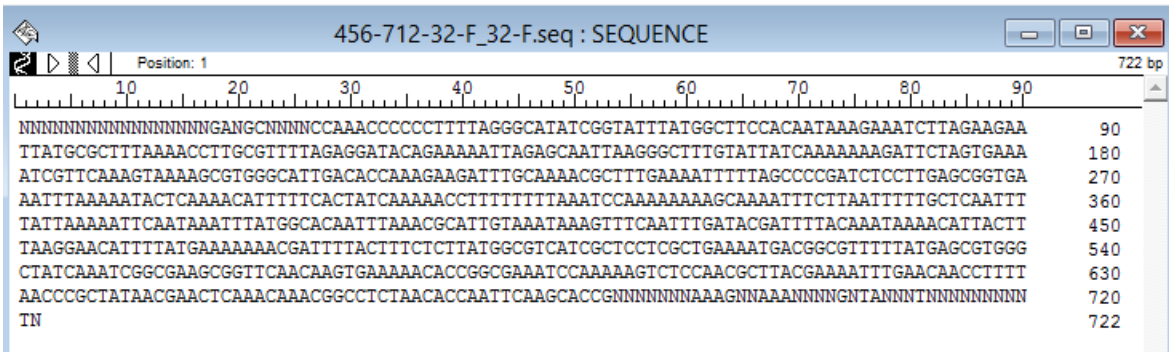 456-712-32-F_32-F.seq : SEQUENCE
Position: 1 722 bp
10 20 30 40 50 60 70 80 90
NNNNNNNNNNNNNNNNNGANGCNNNNCCAAACCCCCCTTTTAGGGCATATCGGTATTTATGGCTTCCACAATAAAGAAATCTTAGAAGAA 90
TTATGCGCTTTAAAACCTTGCGTTTTAGAGGATACAGAAAAATTAGAGCAATTAAGGGCTTTGTATTATCAAAAAAAGATTCTAGTGAAA 180
ATCGTTCAAAGTAAAAGCGTGGGCATTGACACCAAAGAAGATTTGCAAAACGCTTTGAAAATTTTTAGCCCCGATCTCCTTGAGCGGTGA 270
AATTTAAAAATACTCAAAACATTTTTCACTATCAAAAACCTTTTTTTTAAATCCAAAAAAAAGCAAAATTTCTTAATTTTTGCTCAATTT 360
TATTAAAAATTCAATAAATTTATGGCACAATTTAAACGCATTGTAAATAAAGTTTCAATTTGATACGATTTTACAAATAAAACATTACTT 450
TAAGGAACATTTTATGAAAAAAACGATTTTACTTTCTCTTATGGCGTCATCGCTCCTCGCTGAAAATGACGGCGTTTTTATGAGCGTGGG 540
CTATCAAATCGGCGAAGCGGTTCAACAAGTGAAAAACACCGGCGAAATCCAAAAAGTCTCCAACGCTTACGAAAATTTGAACAACCTTTT 630
AACCCGCTATAACGAACTCAAACAAACGGCCTCTAACACCAATTCAAGCACCGNNNNNNNAAAGNNAAANNNNGNTANNNTNNNNNNNNN 720
TN 722